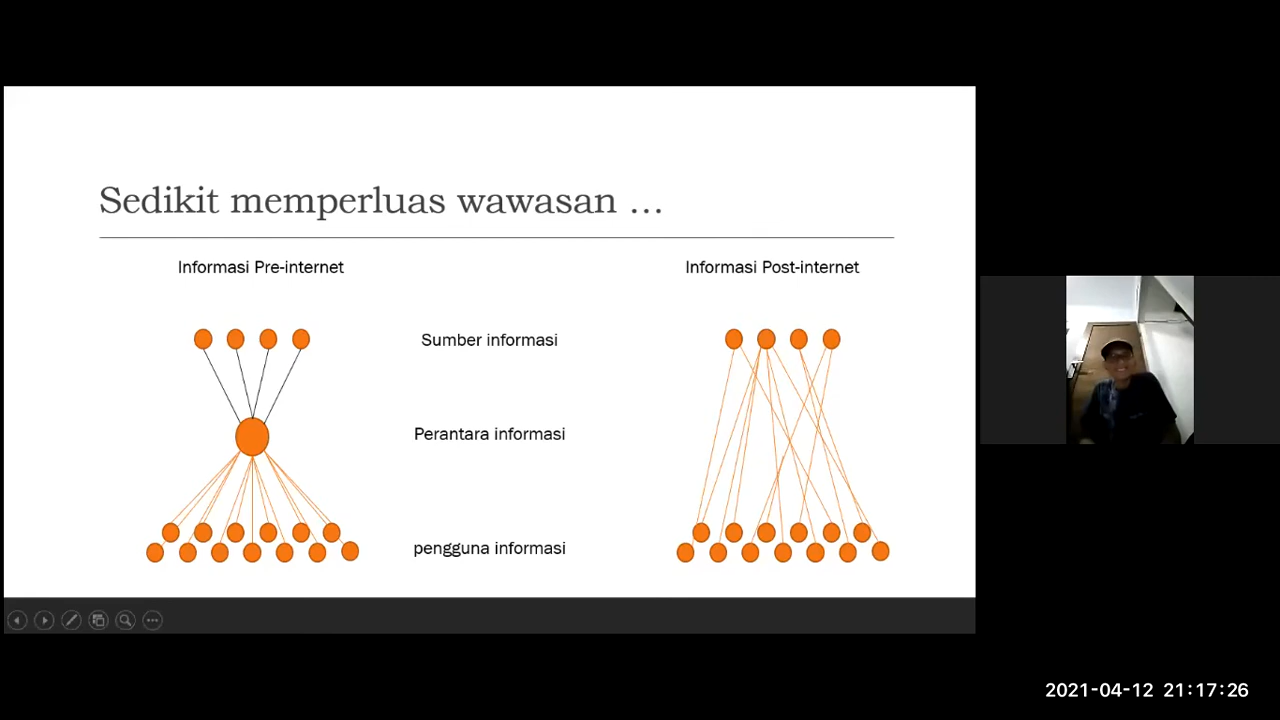 Sedikit memperluas wawasan ...
Informasi Pre-internet
Informasi Post-internet
Sumber informasi
Perantara informasi
pengguna informasi
2021-04-12 21:17:26